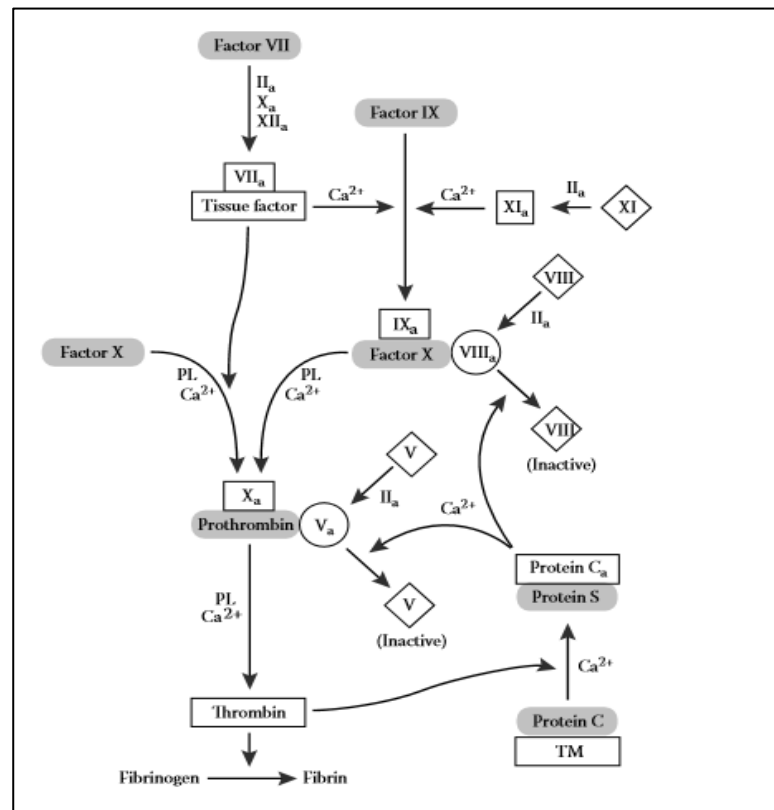 Factor VII
IIₐ
Xₐ
XIIₐ
Factor IX
VIIₐ
Tissue factor
Ca²⁺
Ca²⁺
XIₐ
IIₐ
XI
VIII
IIₐ
IXₐ
Factor X
VIIIₐ
Factor X
PL
Ca²⁺
PL
Ca²⁺
VIII
(Inactive)
V
IIₐ
Xₐ
Prothrombin
Vₐ
Ca²⁺
V
(Inactive)
Protein Cₐ
Protein S
PL
Ca²⁺
Ca²⁺
Thrombin
Protein C
TM
Fibrinogen
Fibrin